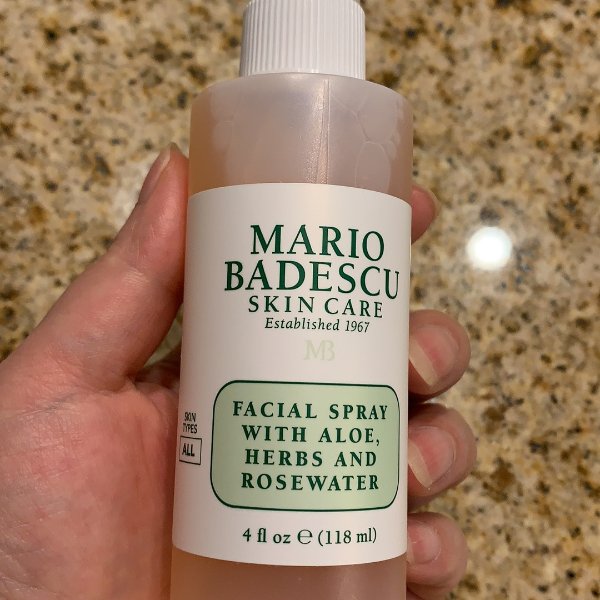 MARIO
BADESCU
SKIN CARE
Established 1967
MB
FACIAL SPRAY
WITH ALOE,
HERBS AND
ROSEWATER
SKIN
TYPES
ALL
4 fl oz ℮ (118 ml)